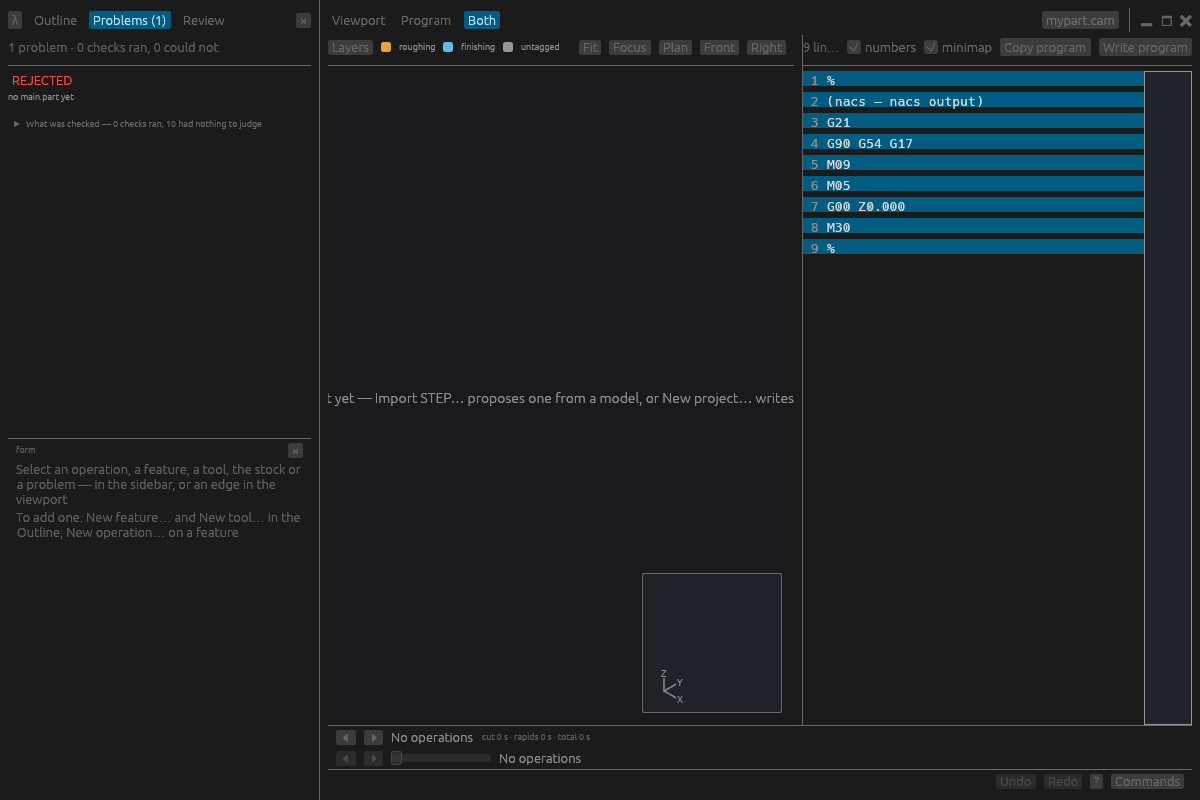 λ Outline Problems (1) Review ×
1 problem · 0 checks ran, 0 could not
REJECTED
no main.part yet
▶ What was checked — 0 checks ran, 10 had nothing to judge
form ×
Select an operation, a feature, a tool, the stock or
a problem — in the sidebar, or an edge in the
viewport
To add one: New feature… and New tool… in the
Outline; New operation… on a feature
Viewport Program Both
mypart.cam
Layers roughing finishing untagged Fit Focus Plan Front Right
9 lin… numbers minimap Copy program Write program
t yet — Import STEP… proposes one from a model, or New project… writes
Z
Y
X
1 %
2 (nacs — nacs output)
3 G21
4 G90 G54 G17
5 M09
6 M05
7 G00 Z0.000
8 M30
9 %
No operations cut 0 s · rapids 0 s · total 0 s
No operations
Undo Redo ? Commands